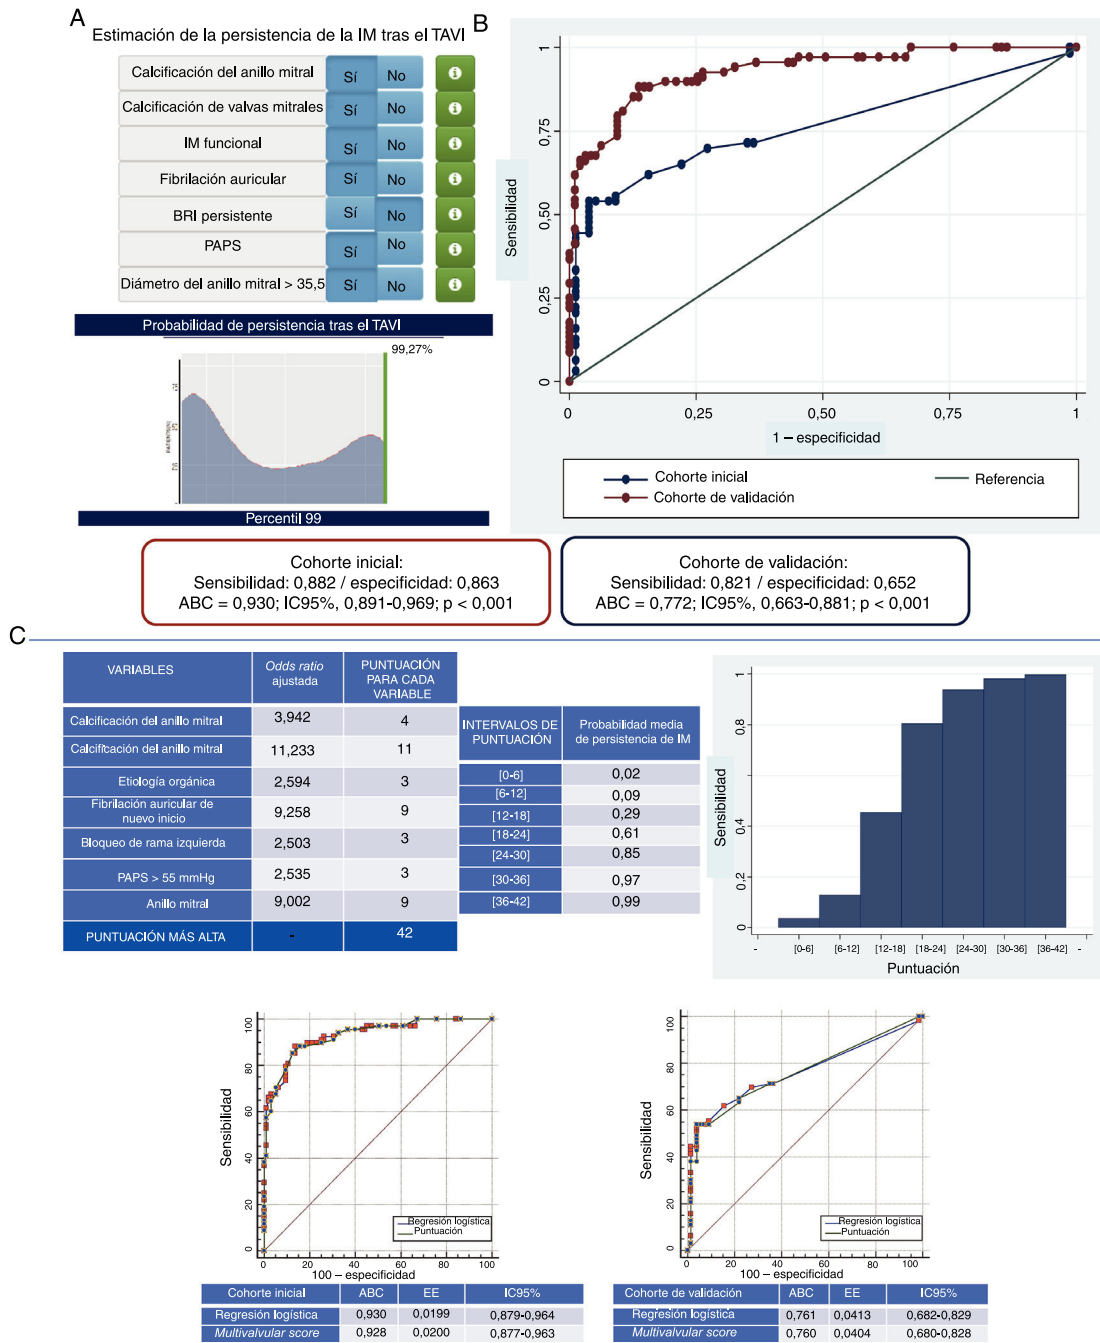 A
Estimación de la persistencia de la IM tras el TAVI
Calcificación del anillo mitral Sí No i
Calcificación de valvas mitrales Sí No i
IM funcional Sí No i
Fibrilación auricular Sí No i
BRI persistente Sí No i
PAPS Sí No i
Diámetro del anillo mitral > 35,5 Sí No i
Probabilidad de persistencia tras el TAVI
99,27%
Percentil 99
B
Sensibilidad
1
0,75
0,50
0,25
0
0 0,25 0,50 0,75 1
1 – especificidad
Cohorte inicial
Referencia
Cohorte de validación
Cohorte inicial:
Sensibilidad: 0,882 / especificidad: 0,863
ABC = 0,930; IC95%, 0,891-0,969; p < 0,001
Cohorte de validación:
Sensibilidad: 0,821 / especificidad: 0,652
ABC = 0,772; IC95%, 0,663-0,881; p < 0,001
C
VARIABLES Odds ratio ajustada PUNTUACIÓN PARA CADA VARIABLE
Calcificación del anillo mitral 3,942 4
Calcificación del anillo mitral 11,233 11
Etiología orgánica 2,594 3
Fibrilación auricular de nuevo inicio 9,258 9
Bloqueo de rama izquierda 2,503 3
PAPS > 55 mmHg 2,535 3
Anillo mitral 9,002 9
PUNTUACIÓN MÁS ALTA - 42
INTERVALOS DE PUNTUACIÓN Probabilidad media de persistencia de IM
[0-6] 0,02
[6-12] 0,09
[12-18] 0,29
[18-24] 0,61
[24-30] 0,85
[30-36] 0,97
[36-42] 0,99
Sensibilidad
1
0,8
0,4
0,2
0
- [0-6] [6-12] [12-18] [18-24] [24-30] [30-36] [36-42] -
Puntuación
Sensibilidad
100
80
60
40
20
0
0 20 40 60 80 100
100 – especificidad
Regresión logística
Puntuación
Cohorte inicial ABC EE IC95%
Regresión logística 0,930 0,0199 0,879-0,964
Multivalvular score 0,928 0,0200 0,877-0,963
Sensibilidad
100
80
60
40
20
0
0 20 40 60 80 100
100 – especificidad
Regresión logística
Puntuación
Cohorte de validación ABC EE IC95%
Regresión logística 0,761 0,0413 0,682-0,829
Multivalvular score 0,760 0,0404 0,680-0,828